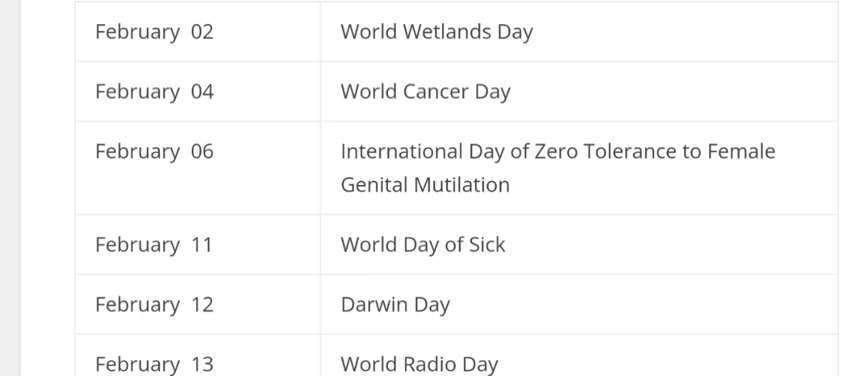 February 02 World Wetlands Day
February 04 World Cancer Day
February 06 International Day of Zero Tolerance to Female
Genital Mutilation
February 11 World Day of Sick
February 12 Darwin Day
February 13 World Radio Day